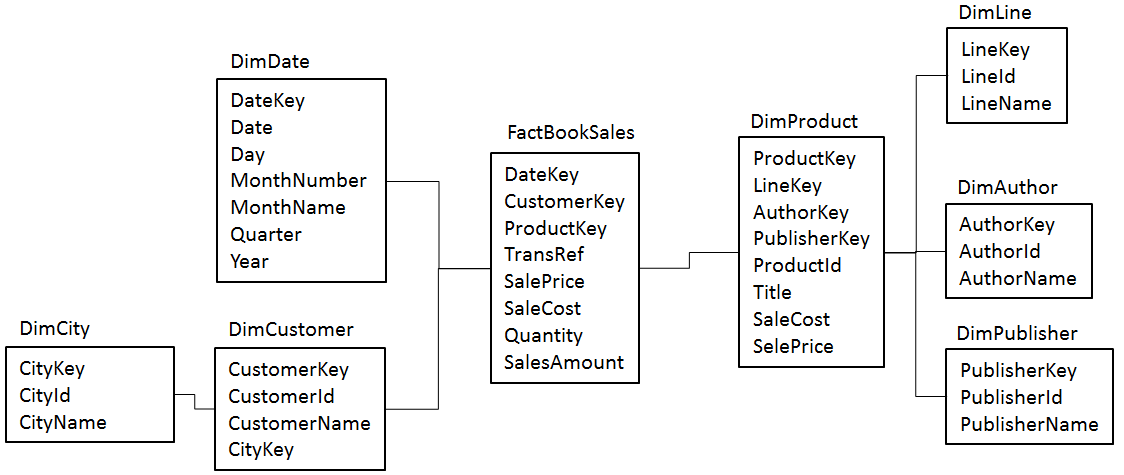 DimDate
DateKey
Date
Day
MonthNumber
MonthName
Quarter
Year
DimCity
CityKey
CityId
CityName
DimCustomer
CustomerKey
CustomerId
CustomerName
CityKey
FactBookSales
DateKey
CustomerKey
ProductKey
TransRef
SalePrice
SaleCost
Quantity
SalesAmount
DimProduct
ProductKey
LineKey
AuthorKey
PublisherKey
ProductId
Title
SaleCost
SelePrice
DimLine
LineKey
LineId
LineName
DimAuthor
AuthorKey
AuthorId
AuthorName
DimPublisher
PublisherKey
PublisherId
PublisherName